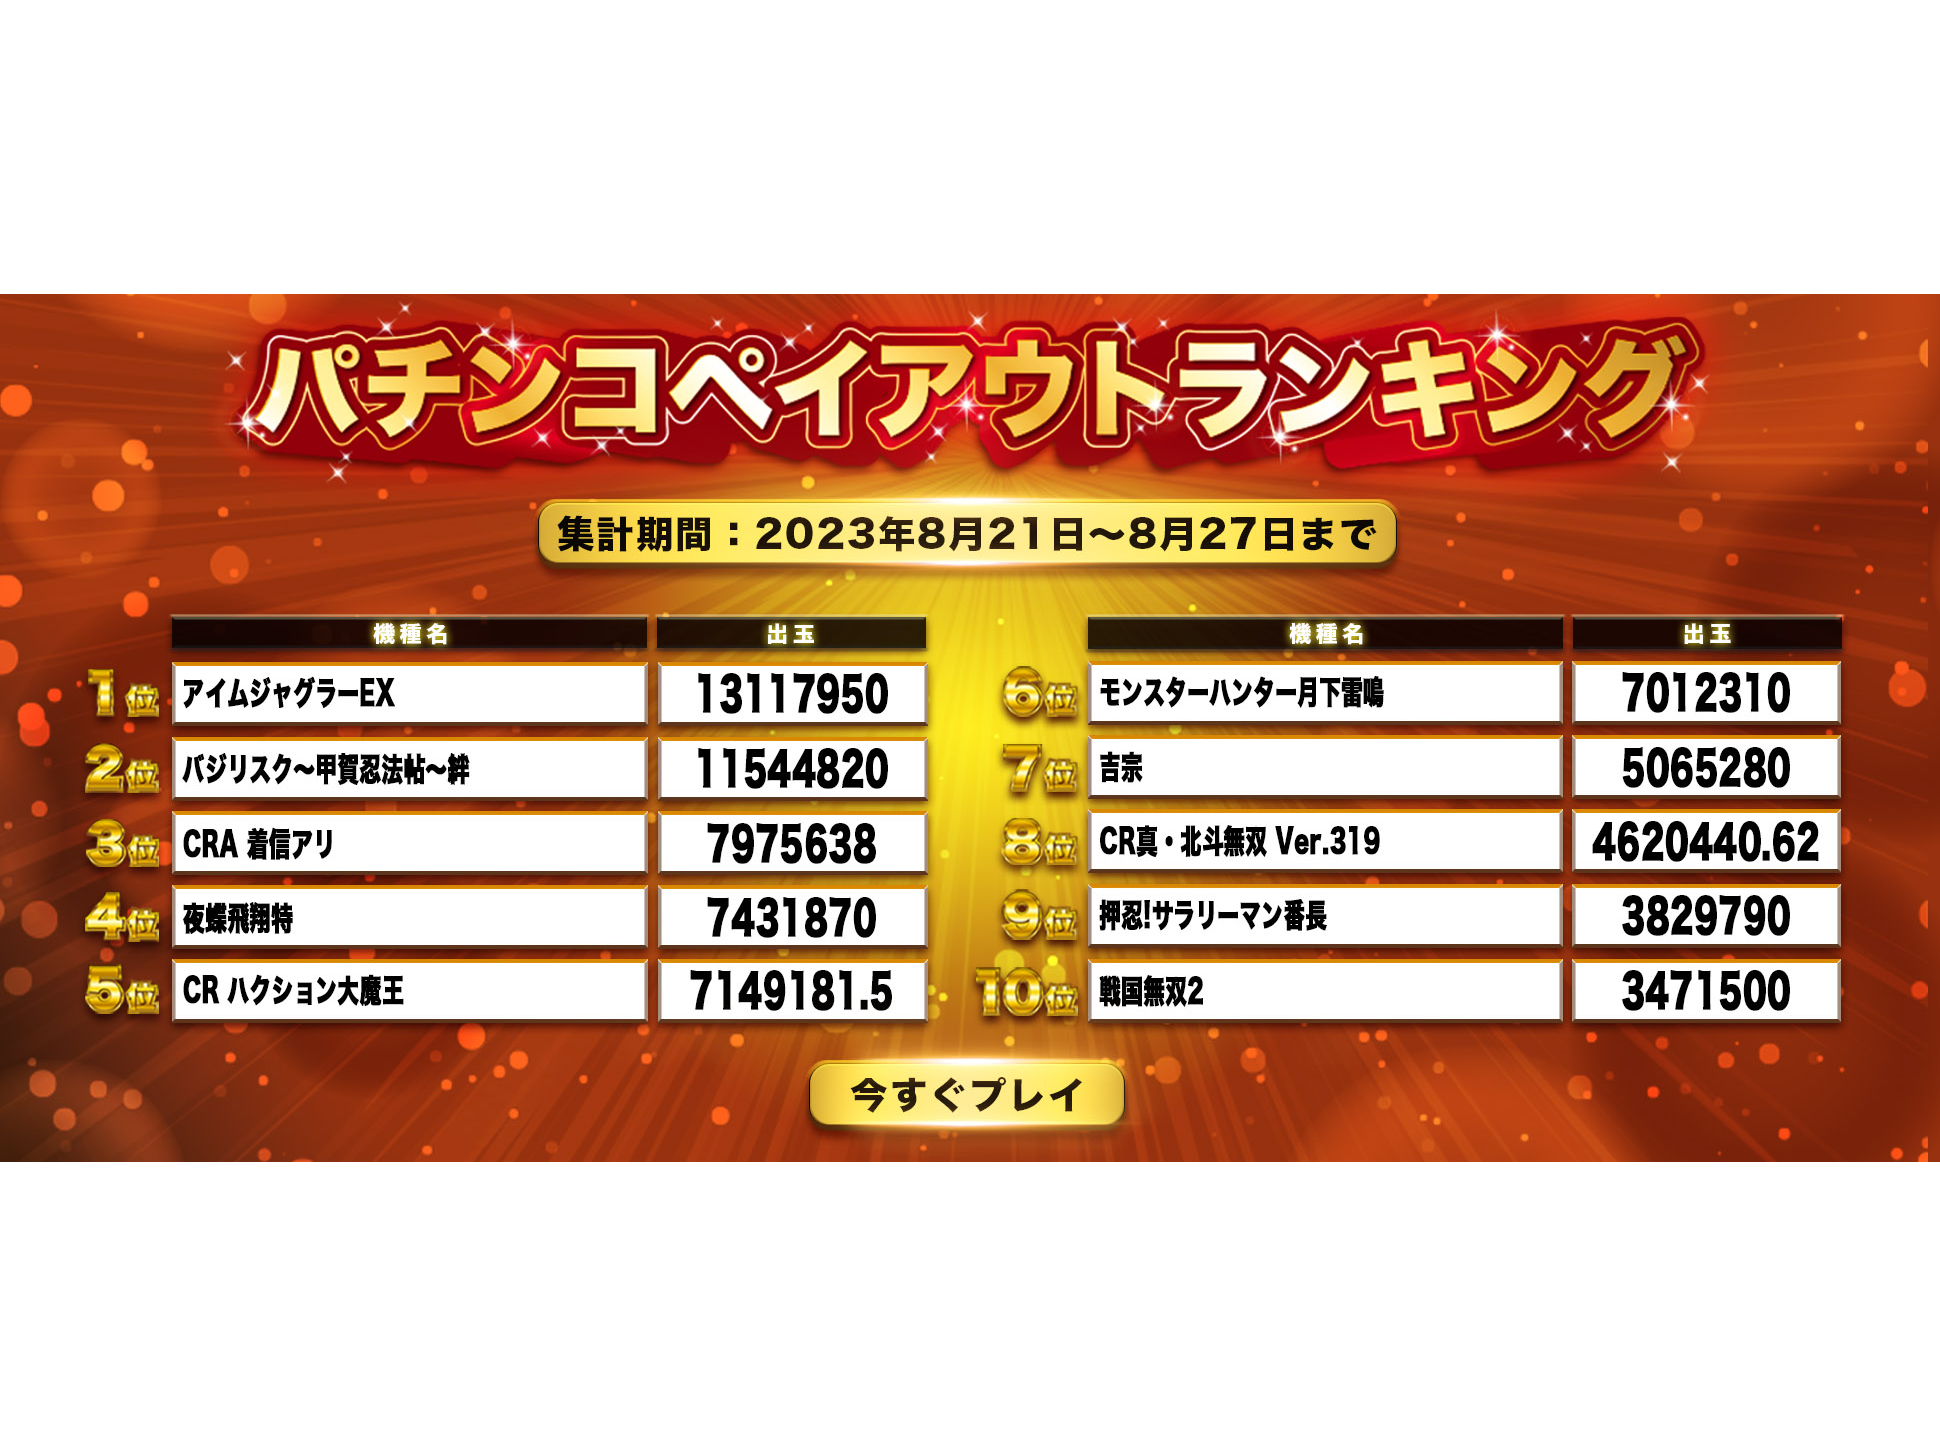 パチンコペイアウトランキング
集計期間：2023年8月21日～8月27日まで
機種名 出玉
1位 アイムジャグラーEX 13117950
2位 バジリスク～甲賀忍法帖～絆 11544820
3位 CRA 着信アリ 7975638
4位 夜蝶飛翔特 7431870
5位 CR ハクション大魔王 7149181.5
機種名 出玉
6位 モンスターハンター月下雷鳴 7012310
7位 吉宗 5065280
8位 CR真・北斗無双 Ver.319 4620440.62
9位 押忍!サラリーマン番長 3829790
10位 戦国無双2 3471500
今すぐプレイ